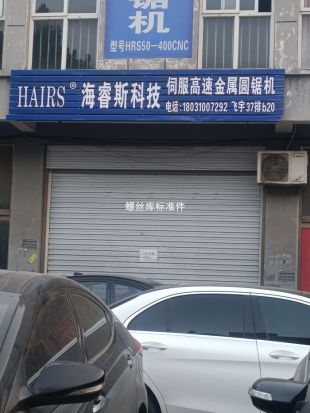 锯机
型号HRS50-400CNC
HAIRS® 海睿斯科技 伺服高速金属圆锯机
电话:18031007292 飞宇37排b20
螺丝库标准件